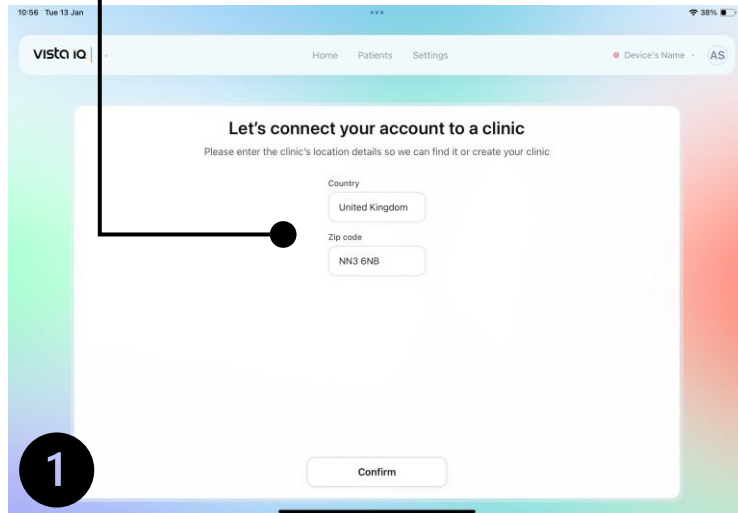 10:56 Tue 13 Jan
38%
vista iq
Home Patients Settings
Device's Name
AS
Let's connect your account to a clinic
Please enter the clinic's location details so we can find it or create your clinic
Country
United Kingdom
Zip code
NN3 6NB
Confirm
1